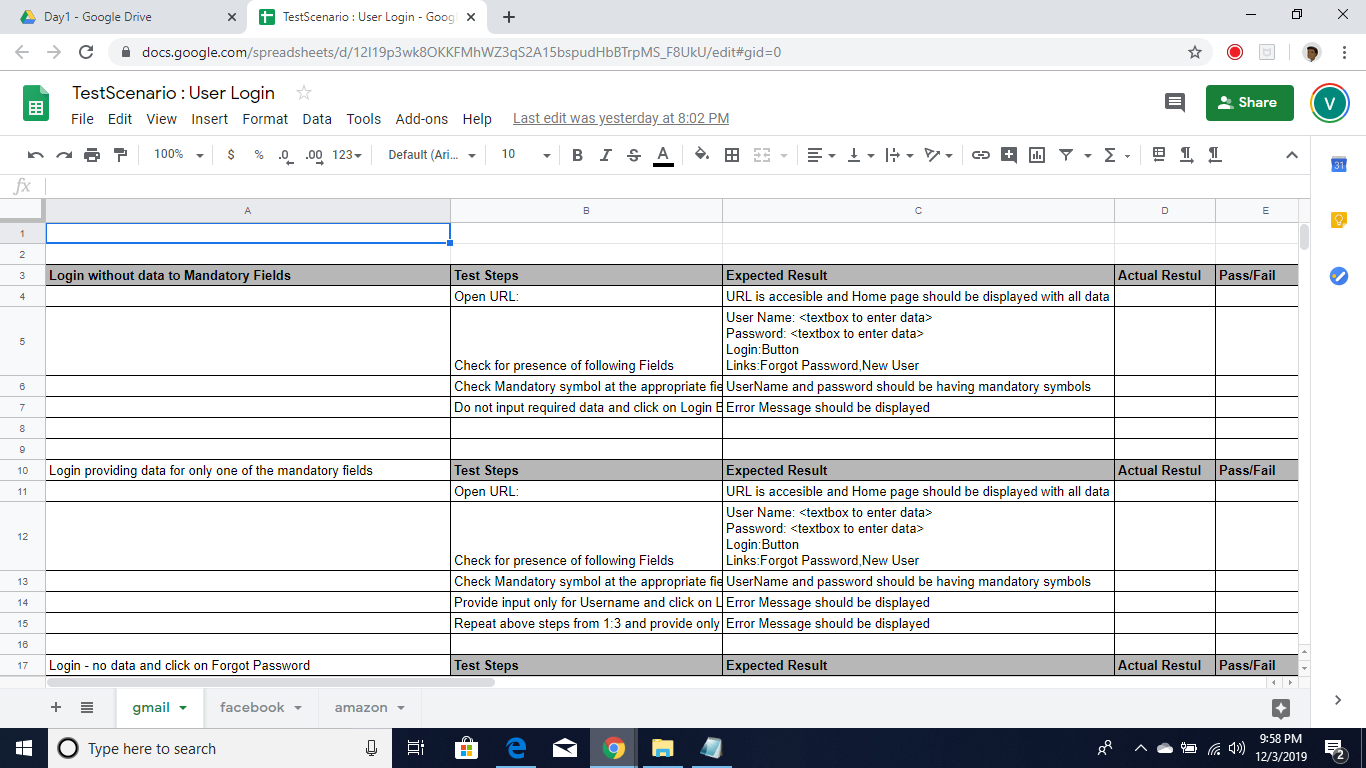 Day1 - Google Drive
TestScenario : User Login - Goog
docs.google.com/spreadsheets/d/12I19p3wk8OKKFMhWZ3qS2A15bspudHbBTrpMS_F8UkU/edit#gid=0
TestScenario : User Login
File Edit View Insert Format Data Tools Add-ons Help Last edit was yesterday at 8:02 PM
Share
V
100% $ % .0 .00 123 Default (Ari... 10 B I S A
31
fx
A B C D E
1
2
3 Login without data to Mandatory Fields Test Steps Expected Result Actual Restul Pass/Fail
4 Open URL: URL is accesible and Home page should be displayed with all data
User Name: <textbox to enter data>
Password: <textbox to enter data>
Login:Button
5 Check for presence of following Fields Links:Forgot Password,New User
6 Check Mandatory symbol at the appropriate fie UserName and password should be having mandatory symbols
7 Do not input required data and click on Login B Error Message should be displayed
8
9
10 Login providing data for only one of the mandatory fields Test Steps Expected Result Actual Restul Pass/Fail
11 Open URL: URL is accesible and Home page should be displayed with all data
User Name: <textbox to enter data>
Password: <textbox to enter data>
Login:Button
12 Check for presence of following Fields Links:Forgot Password,New User
13 Check Mandatory symbol at the appropriate fie UserName and password should be having mandatory symbols
14 Provide input only for Username and click on L Error Message should be displayed
15 Repeat above steps from 1:3 and provide only Error Message should be displayed
16
17 Login - no data and click on Forgot Password Test Steps Expected Result Actual Restul Pass/Fail
gmail facebook amazon
Type here to search
9:58 PM
12/3/2019
2